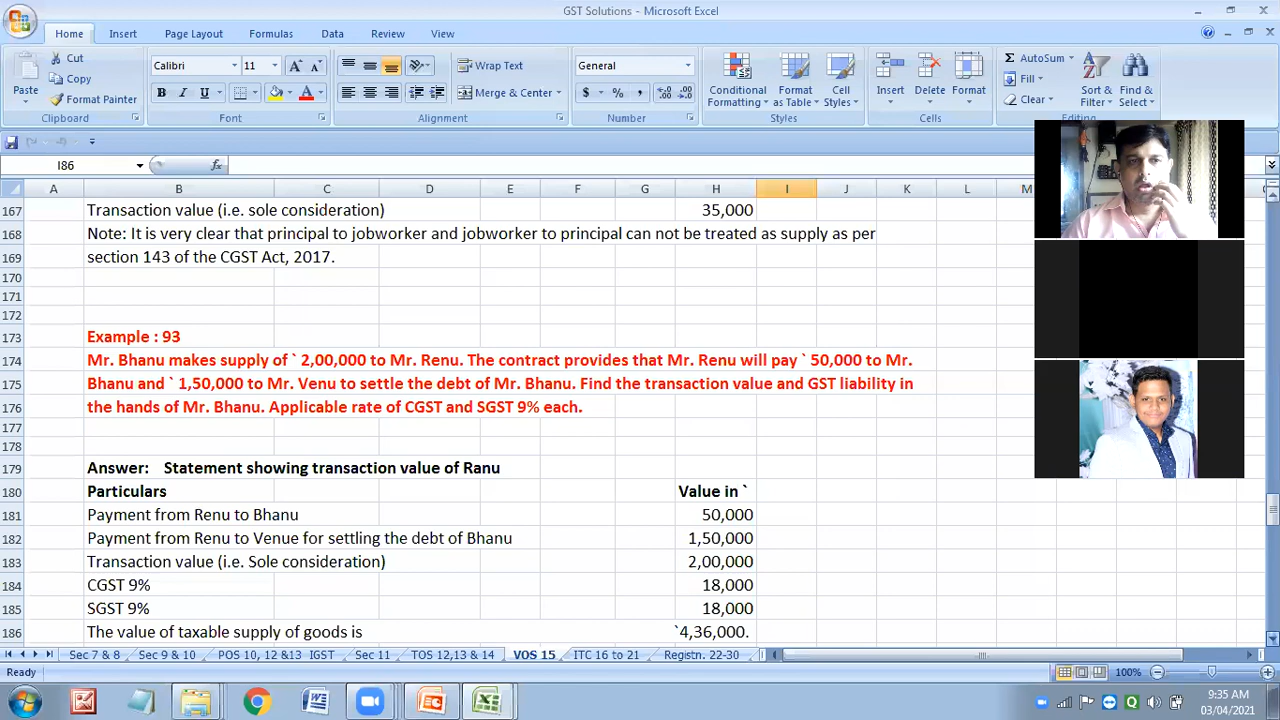 GST Solutions - Microsoft Excel
Home Insert Page Layout Formulas Data Review View
Cut
Copy
Format Painter
Paste
Clipboard
Calibri 11
B I U
Font
Wrap Text
Merge & Center
Alignment
General
$ % ,
Number
Conditional Formatting
Format as Table
Cell Styles
Styles
Insert Delete Format
Cells
AutoSum
Fill
Clear
Sort & Filter
Find & Select
Editing
I86 fx
A B C D E F G H I J K L M
167 Transaction value (i.e. sole consideration) 35,000
168 Note: It is very clear that principal to jobworker and jobworker to principal can not be treated as supply as per
169 section 143 of the CGST Act, 2017.
170
171
172
173 Example : 93
174 Mr. Bhanu makes supply of ` 2,00,000 to Mr. Renu. The contract provides that Mr. Renu will pay ` 50,000 to Mr.
175 Bhanu and ` 1,50,000 to Mr. Venu to settle the debt of Mr. Bhanu. Find the transaction value and GST liability in
176 the hands of Mr. Bhanu. Applicable rate of CGST and SGST 9% each.
177
178
179 Answer: Statement showing transaction value of Ranu
180 Particulars Value in `
181 Payment from Renu to Bhanu 50,000
182 Payment from Renu to Venue for settling the debt of Bhanu 1,50,000
183 Transaction value (i.e. Sole consideration) 2,00,000
184 CGST 9% 18,000
185 SGST 9% 18,000
186 The value of taxable supply of goods is `4,36,000.
Sec 7 & 8 Sec 9 & 10 POS 10, 12 &13 IGST Sec 11 TOS 12,13 & 14 VOS 15 ITC 16 to 21 Registn. 22-30
Ready 100%
9:35 AM
03/04/2021